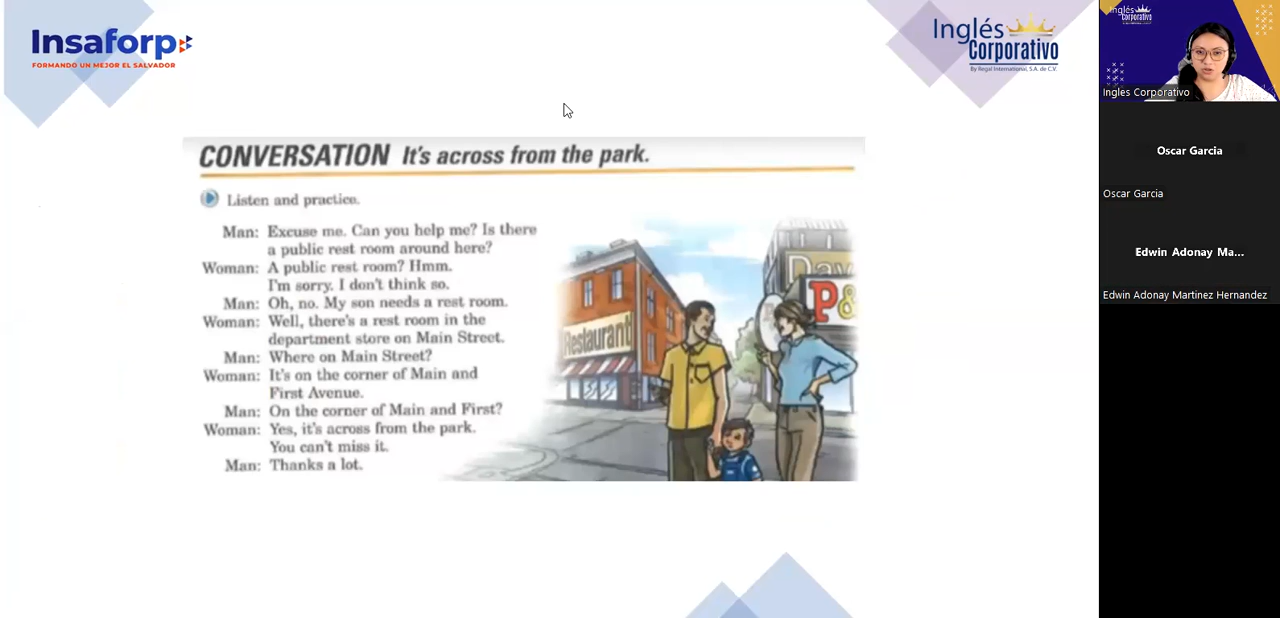 Insaforp
FORMANDO UN MEJOR EL SALVADOR
Inglés
Corporativo
By Regal International, S.A. de C.V.
CONVERSATION It's across from the park.
Listen and practice.
Man: Excuse me. Can you help me? Is there
a public rest room around here?
Woman: A public rest room? Hmm.
I'm sorry. I don't think so.
Man: Oh, no. My son needs a rest room.
Woman: Well, there's a rest room in the
department store on Main Street.
Man: Where on Main Street?
Woman: It's on the corner of Main and
First Avenue.
Man: On the corner of Main and First?
Woman: Yes, it's across from the park.
You can't miss it.
Man: Thanks a lot.
Restaurant
Dav
P&
Inglés
Corporativo
Ingles Corporativo
Oscar Garcia
Oscar Garcia
Edwin Adonay Ma...
Edwin Adonay Martinez Hernandez